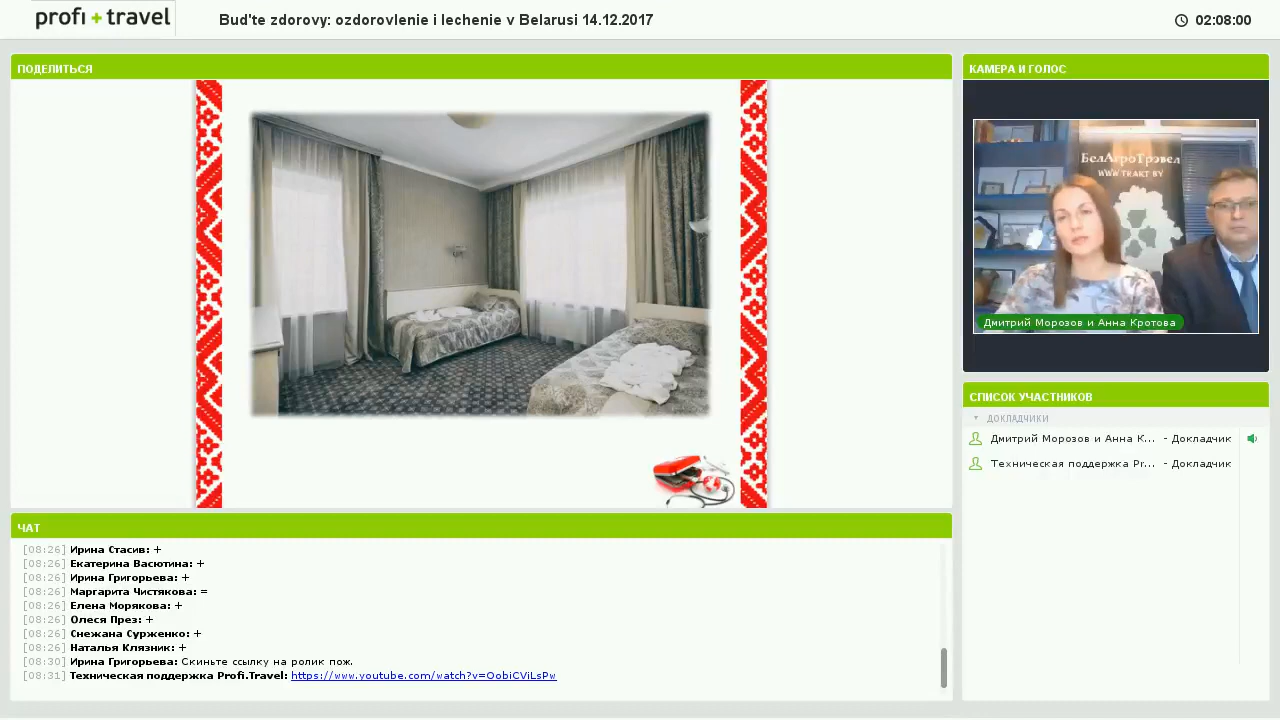 profi + travel
Bud'te zdorovy: ozdorovlenie i lechenie v Belarusi 14.12.2017
02:08:00
ПОДЕЛИТЬСЯ
КАМЕРА И ГОЛОС
БелАгроТрэвел
WWW.TRAKT.BY
Дмитрий Морозов и Анна Кротова
СПИСОК УЧАСТНИКОВ
ДОКЛАДЧИКИ
Дмитрий Морозов и Анна К... - Докладчик
Техническая поддержка Pr... - Докладчик
ЧАТ
[08:26] Ирина Стасив: +
[08:26] Екатерина Васютина: +
[08:26] Ирина Григорьева: +
[08:26] Маргарита Чистякова: =
[08:26] Елена Морякова: +
[08:26] Олеся През: +
[08:26] Снежана Сурженко: +
[08:26] Наталья Клязник: +
[08:30] Ирина Григорьева: Скиньте ссылку на ролик пож.
[08:31] Техническая поддержка Profi.Travel: https://www.youtube.com/watch?v=OobiCViLsPw